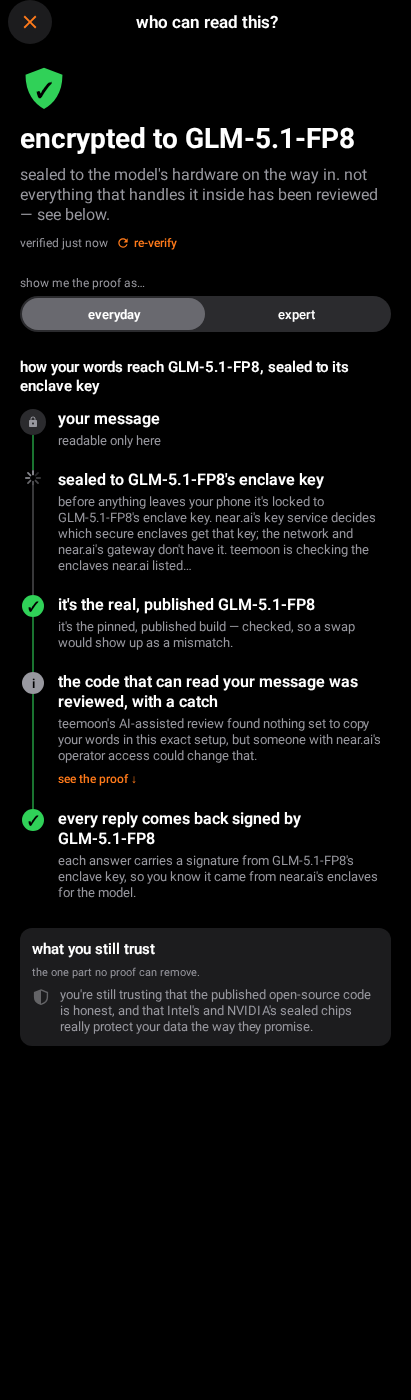 who can read this?
encrypted to GLM-5.1-FP8
sealed to the model's hardware on the way in. not
everything that handles it inside has been reviewed
— see below.
verified just now re-verify
show me the proof as…
everyday expert
how your words reach GLM-5.1-FP8, sealed to its
enclave key
your message
readable only here
sealed to GLM-5.1-FP8's enclave key
before anything leaves your phone it's locked to
GLM-5.1-FP8's enclave key. near.ai's key service decides
which secure enclaves get that key; the network and
near.ai's gateway don't have it. teemoon is checking the
enclaves near.ai listed…
it's the real, published GLM-5.1-FP8
it's the pinned, published build — checked, so a swap
would show up as a mismatch.
the code that can read your message was
reviewed, with a catch
teemoon's AI-assisted review found nothing set to copy
your words in this exact setup, but someone with near.ai's
operator access could change that.
see the proof ↓
every reply comes back signed by
GLM-5.1-FP8
each answer carries a signature from GLM-5.1-FP8's
enclave key, so you know it came from near.ai's enclaves
for the model.
what you still trust
the one part no proof can remove.
you're still trusting that the published open-source code
is honest, and that Intel's and NVIDIA's sealed chips
really protect your data the way they promise.